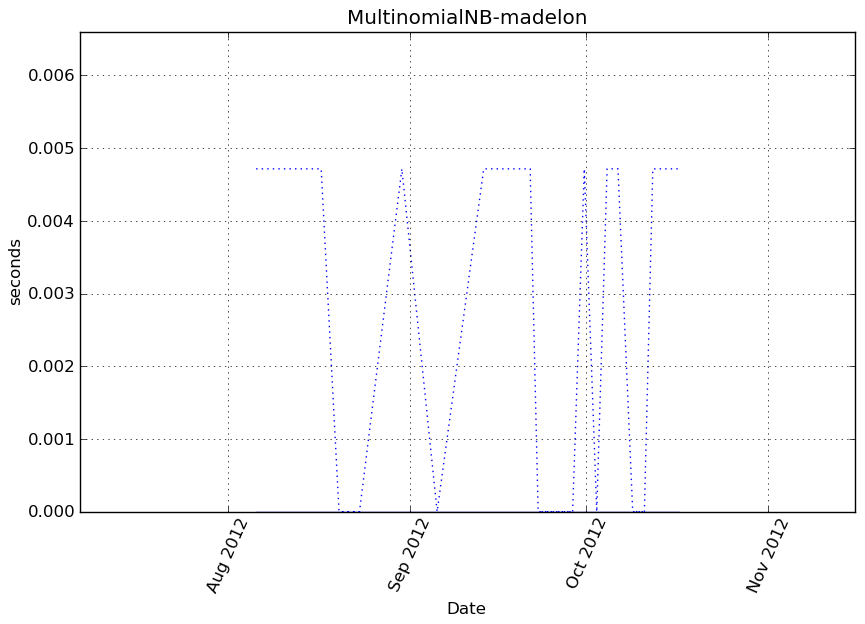 MultinomialNB-madelon
0.006
0.005
0.004
0.003
0.002
0.001
0.000
seconds
Aug 2012
Sep 2012
Oct 2012
Nov 2012
Date